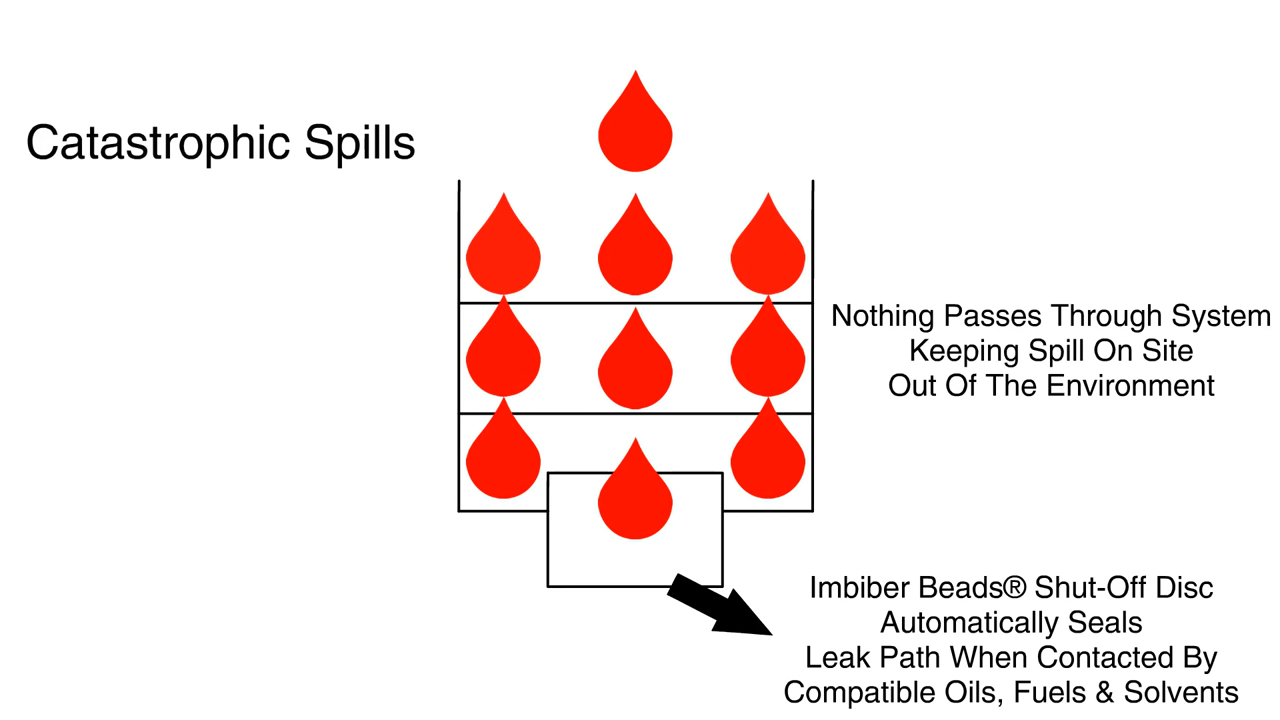 Catastrophic Spills
Nothing Passes Through System
Keeping Spill On Site
Out Of The Environment
Imbiber Beads® Shut-Off Disc
Automatically Seals
Leak Path When Contacted By
Compatible Oils, Fuels & Solvents